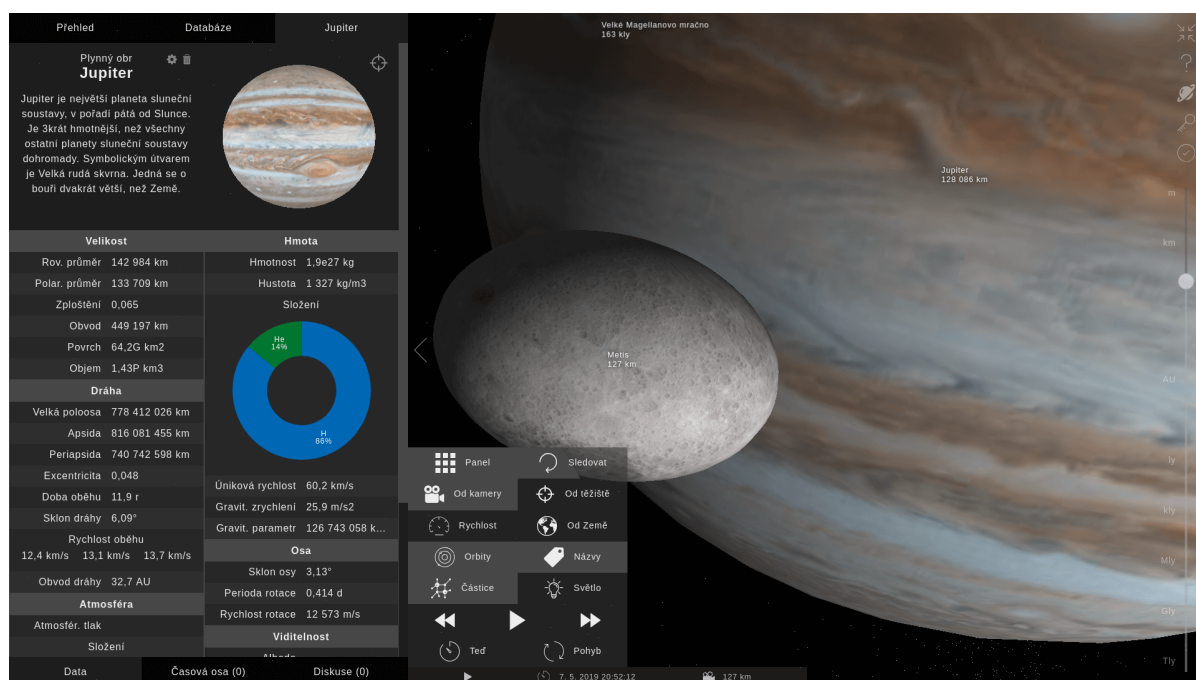 Přehled
Databáze
Jupiter
Plynný obr
Jupiter
Jupiter je největší planeta sluneční
soustavy, v pořadí pátá od Slunce.
Je 3krát hmotnější, než všechny
ostatní planety sluneční soustavy
dohromady. Symbolickým útvarem
je Velká rudá skvrna. Jedná se o
bouři dvakrát větší, než Země.
Velikost
Rov. průměr 142 984 km
Polar. průměr 133 709 km
Zploštění 0,065
Obvod 449 197 km
Povrch 64,2G km2
Objem 1,43P km3
Dráha
Velká poloosa 778 412 026 km
Apsida 816 081 455 km
Periapsida 740 742 598 km
Excentricita 0,048
Doba oběhu 11,9 r
Sklon dráhy 6,09°
Rychlost oběhu
12,4 km/s 13,1 km/s 13,7 km/s
Obvod dráhy 32,7 AU
Atmosféra
Atmosfér. tlak
Složení
Hmota
Hmotnost 1,9e27 kg
Hustota 1 327 kg/m3
Složení
He
14%
H
86%
Úniková rychlost 60,2 km/s
Gravit. zrychlení 25,9 m/s2
Gravit. parametr 126 743 058 k...
Osa
Sklon osy 3,13°
Perioda rotace 0,414 d
Rychlost rotace 12 573 m/s
Viditelnost
Data
Časová osa (0)
Diskuse (0)
Velké Magellanovo mračno
163 kly
Jupiter
128 086 km
Metis
127 km
Panel
Sledovat
Od kamery
Od těžiště
Rychlost
Od Země
Orbity
Názvy
Částice
Světlo
Teď
Pohyb
7. 5. 2019 20:52:12
127 km
m
km
AU
ly
kly
Mly
Gly
Tly